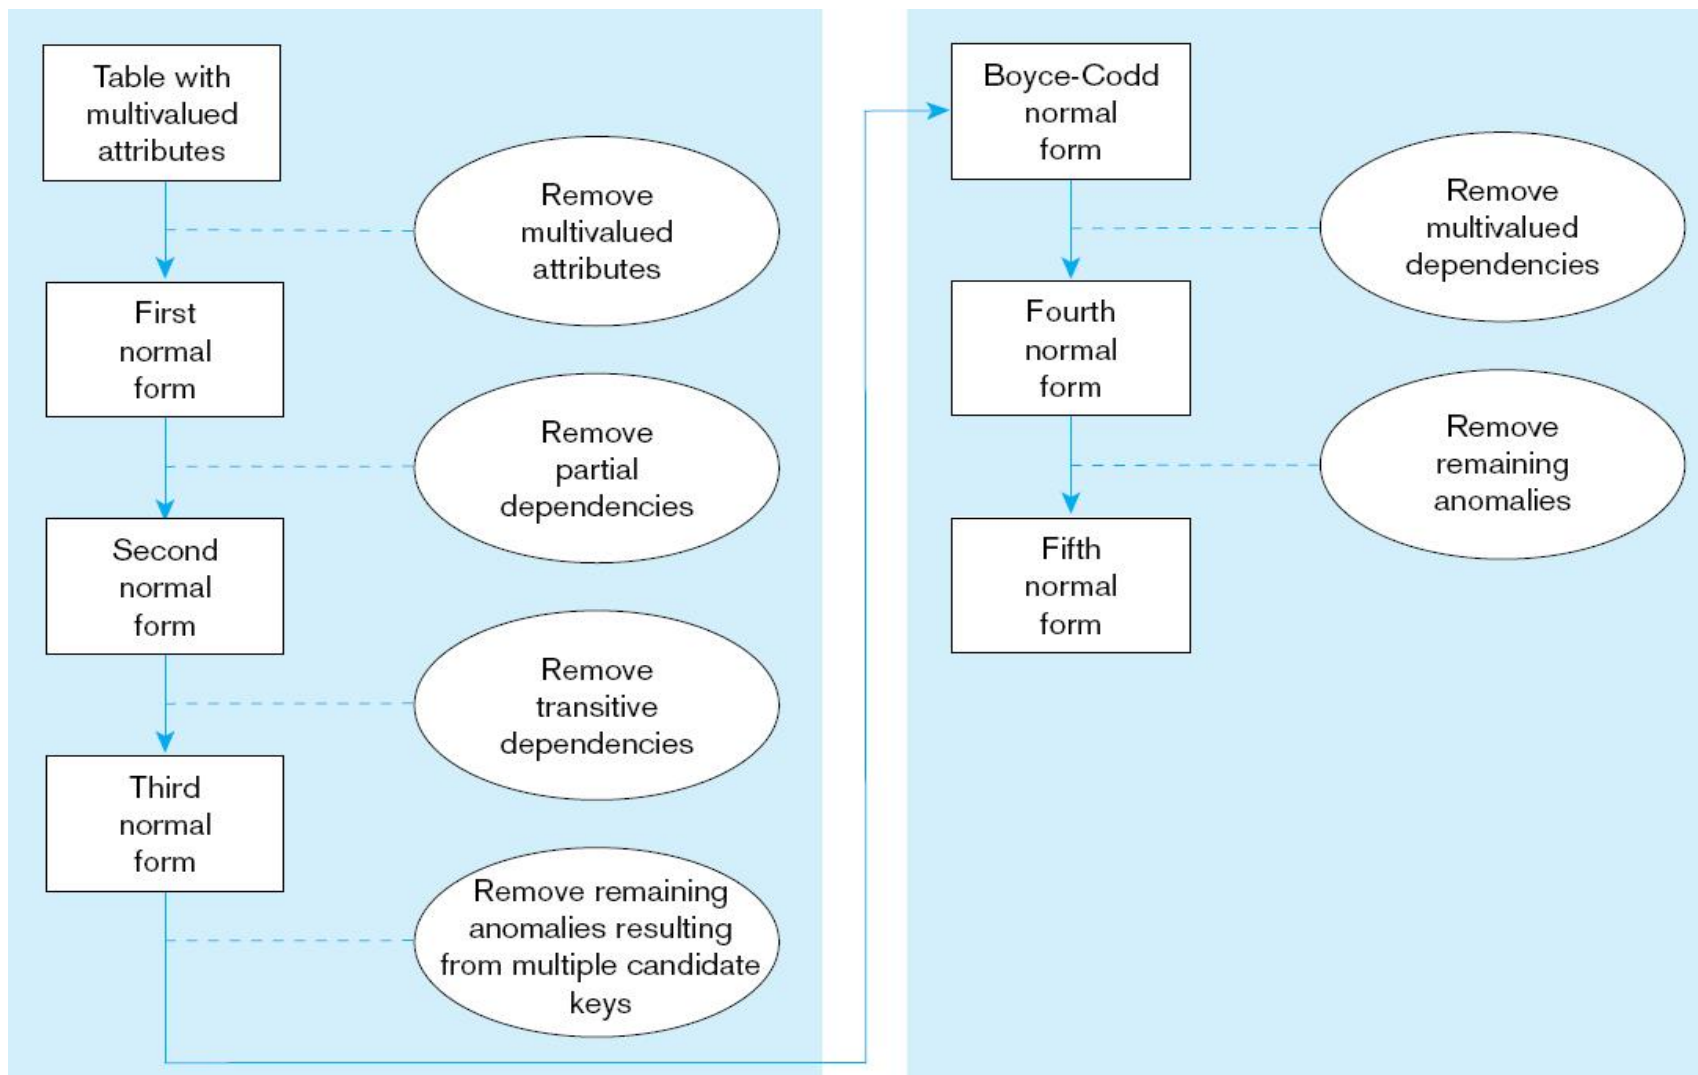 Table with
multivalued
attributes
Remove
multivalued
attributes
First
normal
form
Remove
partial
dependencies
Second
normal
form
Remove
transitive
dependencies
Third
normal
form
Remove remaining
anomalies resulting
from multiple candidate
keys
Boyce-Codd
normal
form
Remove
multivalued
dependencies
Fourth
normal
form
Remove
remaining
anomalies
Fifth
normal
form